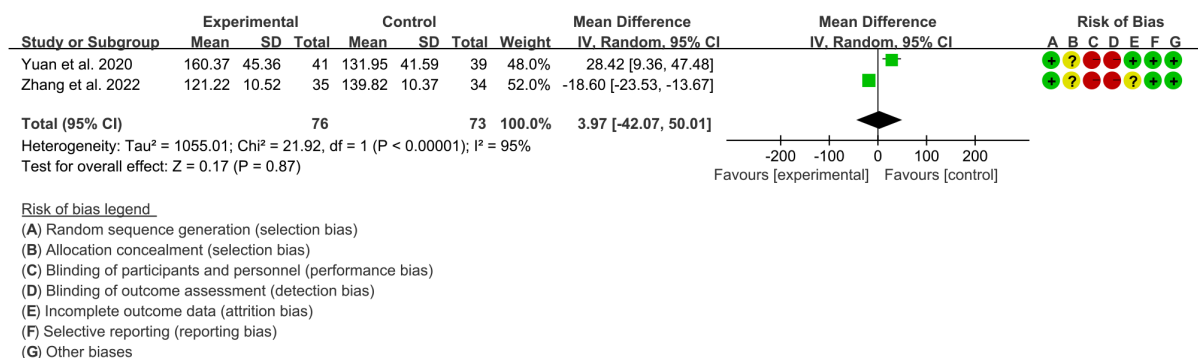 Experimental Control Mean Difference Mean Difference Risk of Bias
Study or Subgroup Mean SD Total Mean SD Total Weight IV, Random, 95% CI IV, Random, 95% CI A B C D E F G
Yuan et al. 2020 160.37 45.36 41 131.95 41.59 39 48.0% 28.42 [9.36, 47.48] + ? − − + + +
Zhang et al. 2022 121.22 10.52 35 139.82 10.37 34 52.0% -18.60 [-23.53, -13.67] + ? − − ? + +
Total (95% CI) 76 73 100.0% 3.97 [-42.07, 50.01]
Heterogeneity: Tau² = 1055.01; Chi² = 21.92, df = 1 (P < 0.00001); I² = 95%
Test for overall effect: Z = 0.17 (P = 0.87)
-200 -100 0 100 200
Favours [experimental] Favours [control]
Risk of bias legend
(A) Random sequence generation (selection bias)
(B) Allocation concealment (selection bias)
(C) Blinding of participants and personnel (performance bias)
(D) Blinding of outcome assessment (detection bias)
(E) Incomplete outcome data (attrition bias)
(F) Selective reporting (reporting bias)
(G) Other biases